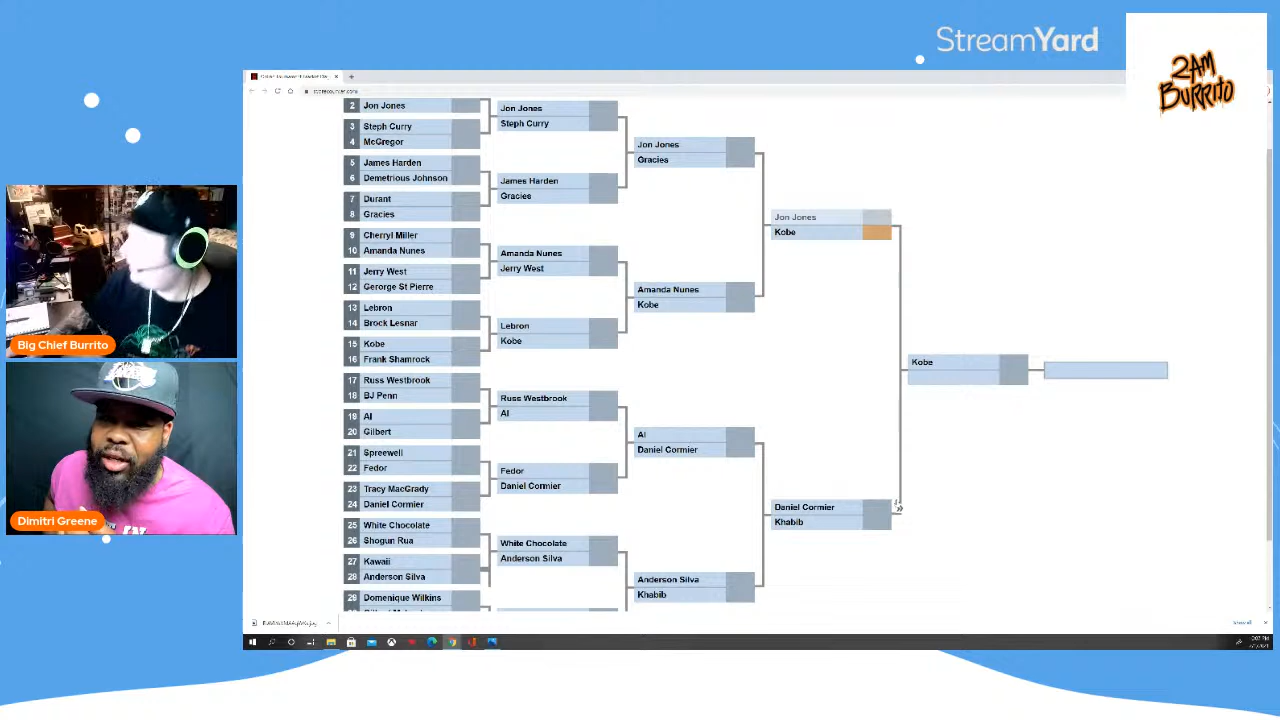 StreamYard
2AM
BURRITO
2 Jon Jones
3 Steph Curry
4 McGregor
5 James Harden
6 Demetrious Johnson
7 Durant
8 Gracies
9 Cherryl Miller
10 Amanda Nunes
11 Jerry West
12 Gerorge St Pierre
13 Lebron
14 Brock Lesnar
15 Kobe
16 Frank Shamrock
17 Russ Westbrook
18 BJ Penn
19 AI
20 Gilbert
21 Spreewell
22 Fedor
23 Tracy MaGrady
24 Daniel Cormier
25 White Chocolate
26 Shogun Rua
27 Kawaii
28 Anderson Silva
29 Domenique Wilkins
Jon Jones
Steph Curry
James Harden
Gracies
Amanda Nunes
Jerry West
Lebron
Kobe
Russ Westbrook
AI
Fedor
Daniel Cormier
White Chocolate
Anderson Silva
Jon Jones
Gracies
Amanda Nunes
Kobe
AI
Daniel Cormier
Anderson Silva
Khabib
Jon Jones
Kobe
Daniel Cormier
Khabib
Kobe
Big Chief Burrito
Dimitri Greene
Show all